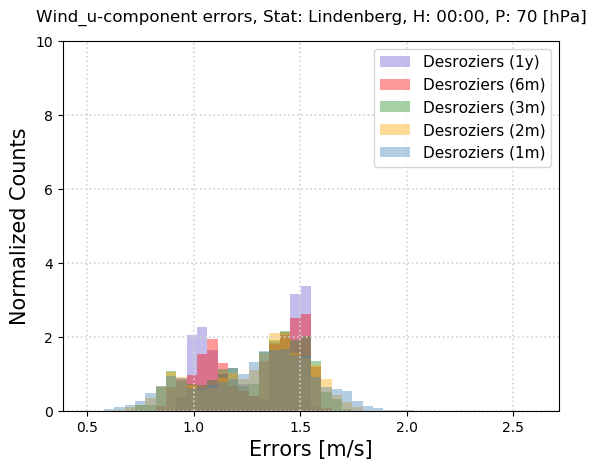 Wind_u-component errors, Stat: Lindenberg, H: 00:00, P: 70 [hPa]
10
8
6
4
2
0
Normalized Counts
Desroziers (1y)
Desroziers (6m)
Desroziers (3m)
Desroziers (2m)
Desroziers (1m)
0.5 1.0 1.5 2.0 2.5
Errors [m/s]